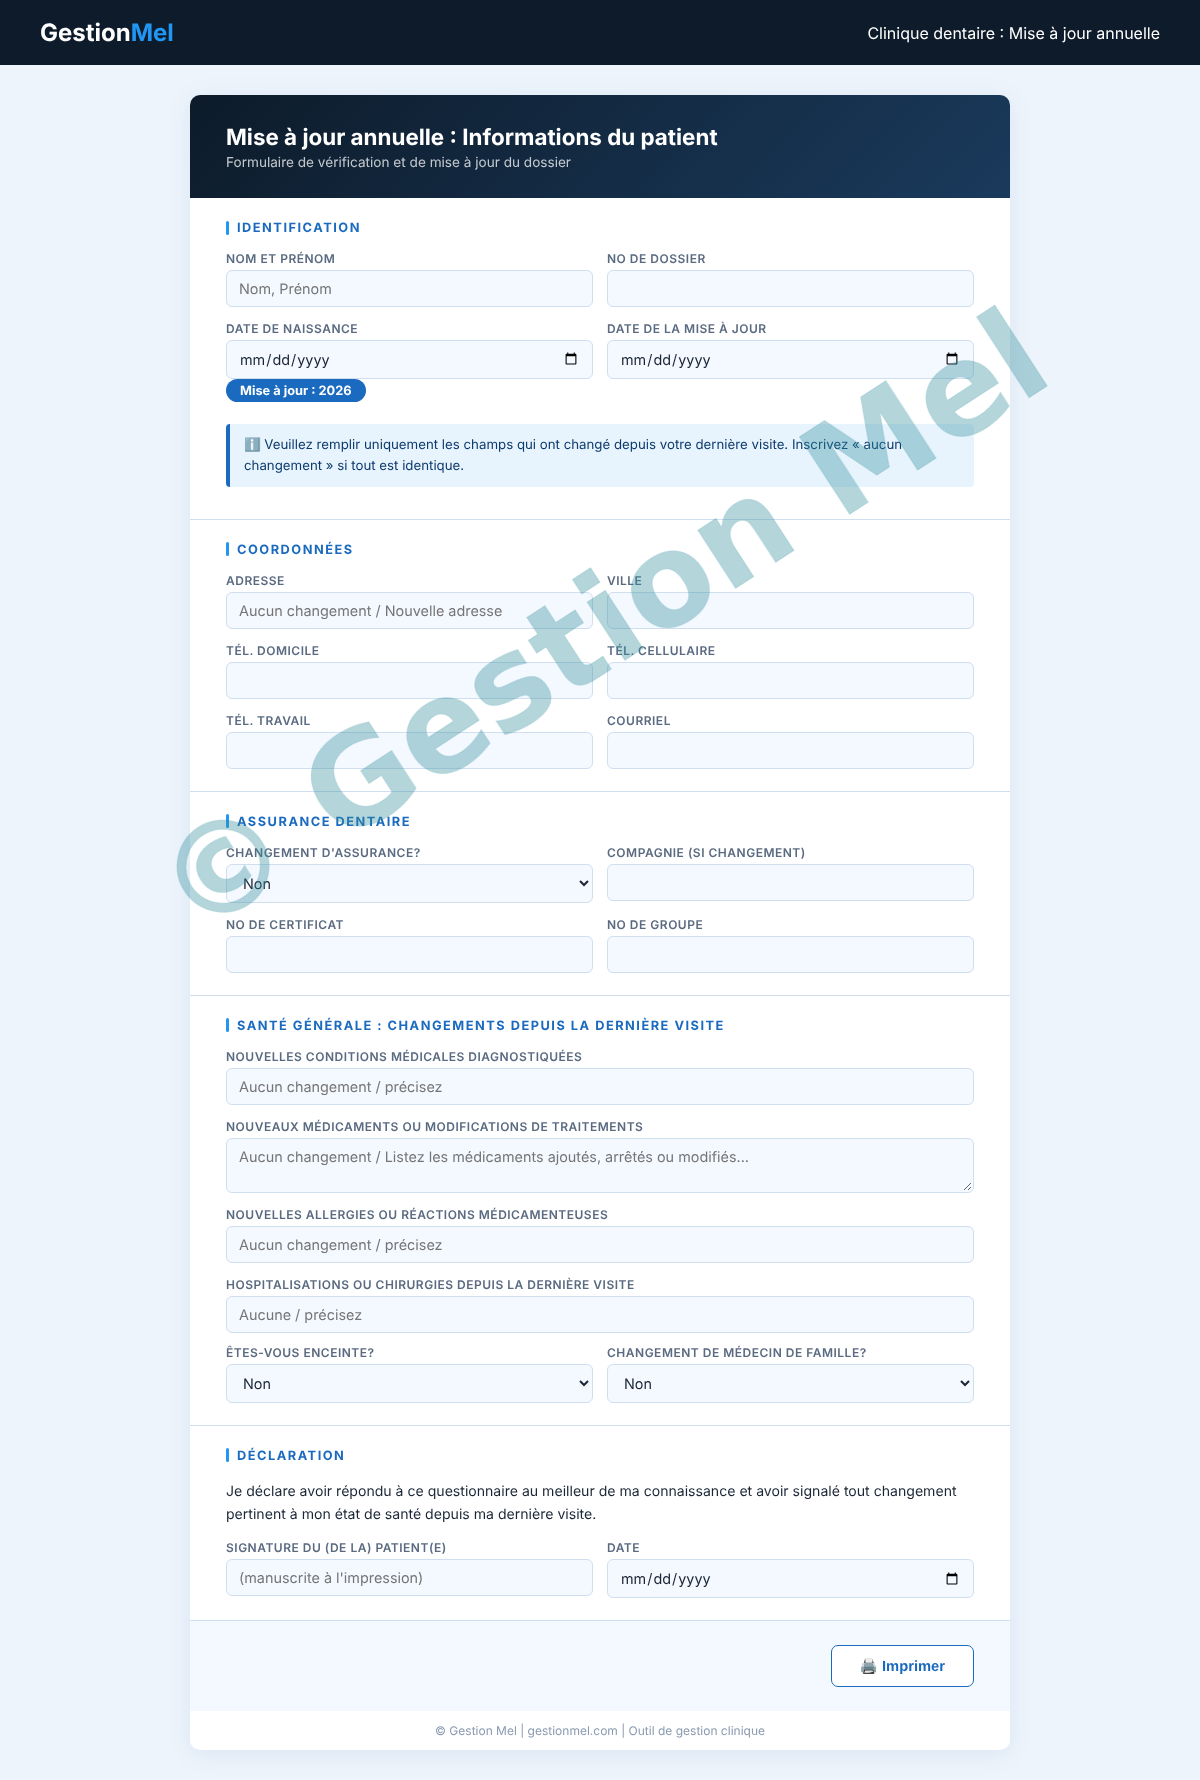 GestionMel
Clinique dentaire : Mise à jour annuelle
Mise à jour annuelle : Informations du patient
Formulaire de vérification et de mise à jour du dossier
IDENTIFICATION
NOM ET PRÉNOM
NO DE DOSSIER
Nom, Prénom
DATE DE NAISSANCE
DATE DE LA MISE À JOUR
mm/dd/yyyy
mm/dd/yyyy
Mise à jour : 2026
ℹ️ Veuillez remplir uniquement les champs qui ont changé depuis votre dernière visite. Inscrivez « aucun
changement » si tout est identique.
COORDONNÉES
ADRESSE
VILLE
Aucun changement / Nouvelle adresse
TÉL. DOMICILE
TÉL. CELLULAIRE
TÉL. TRAVAIL
COURRIEL
© Gestion Mel
ASSURANCE DENTAIRE
CHANGEMENT D'ASSURANCE?
COMPAGNIE (SI CHANGEMENT)
Non
NO DE CERTIFICAT
NO DE GROUPE
SANTÉ GÉNÉRALE : CHANGEMENTS DEPUIS LA DERNIÈRE VISITE
NOUVELLES CONDITIONS MÉDICALES DIAGNOSTIQUÉES
Aucun changement / précisez
NOUVEAUX MÉDICAMENTS OU MODIFICATIONS DE TRAITEMENTS
Aucun changement / Listez les médicaments ajoutés, arrêtés ou modifiés...
NOUVELLES ALLERGIES OU RÉACTIONS MÉDICAMENTEUSES
Aucun changement / précisez
HOSPITALISATIONS OU CHIRURGIES DEPUIS LA DERNIÈRE VISITE
Aucune / précisez
ÊTES-VOUS ENCEINTE?
CHANGEMENT DE MÉDECIN DE FAMILLE?
Non
Non
DÉCLARATION
Je déclare avoir répondu à ce questionnaire au meilleur de ma connaissance et avoir signalé tout changement
pertinent à mon état de santé depuis ma dernière visite.
SIGNATURE DU (DE LA) PATIENT(E)
DATE
(manuscrite à l'impression)
mm/dd/yyyy
🖨️ Imprimer
© Gestion Mel | gestionmel.com | Outil de gestion clinique